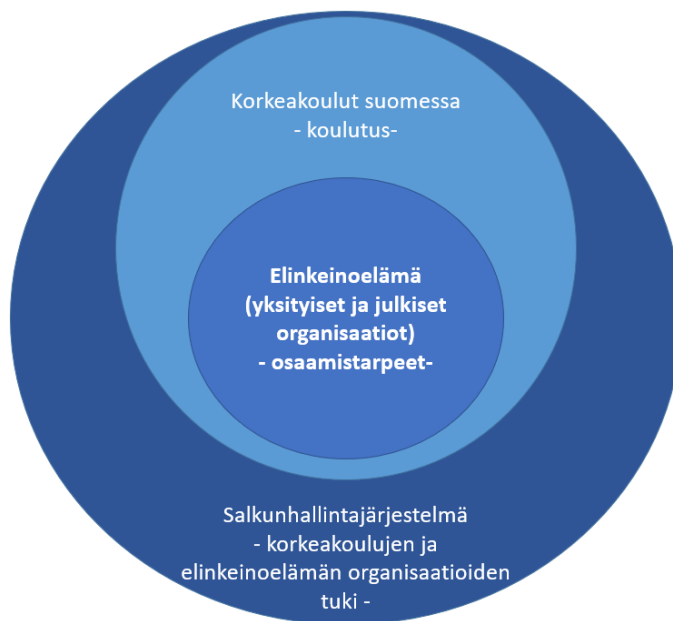 Korkeakoulut suomessa
- koulutus-
Elinkeinoelämä
(yksityiset ja julkiset
organisaatiot)
- osaamistarpeet-
Salkunhallintajärjestelmä
- korkeakoulujen ja
elinkeinoelämän organisaatioiden
tuki -